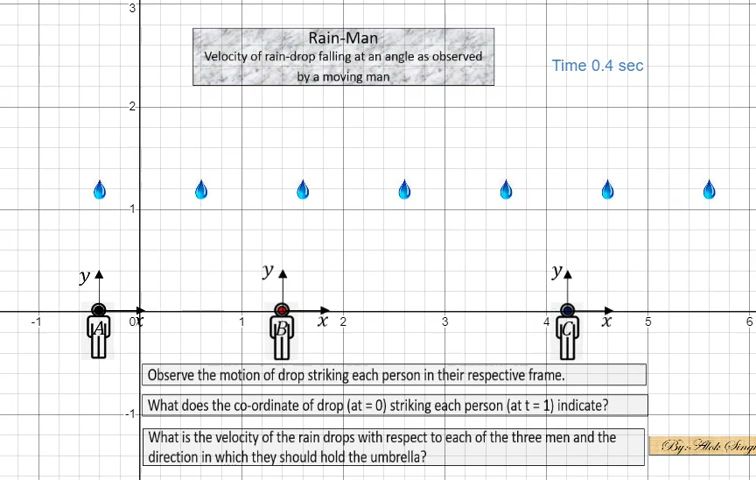 3
Rain-Man
Velocity of rain-drop falling at an angle as observed
by a moving man
Time 0.4 sec
2
1
y
y
y
-1
0
x
1
x
2
3
4
x
5
6
A
B
C
Observe the motion of drop striking each person in their respective frame.
What does the co-ordinate of drop (at = 0) striking each person (at t = 1) indicate?
-1
What is the velocity of the rain drops with respect to each of the three men and the
direction in which they should hold the umbrella?
By:- Alok